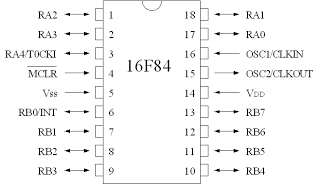 RA2 1 18 RA1
RA3 2 17 RA0
RA4/T0CKI 3 16 OSC1/CLKIN
MCLR 4 15 OSC2/CLKOUT
16F84
Vss 5 14 VDD
RB0/INT 6 13 RB7
RB1 7 12 RB6
RB2 8 11 RB5
RB3 9 10 RB4